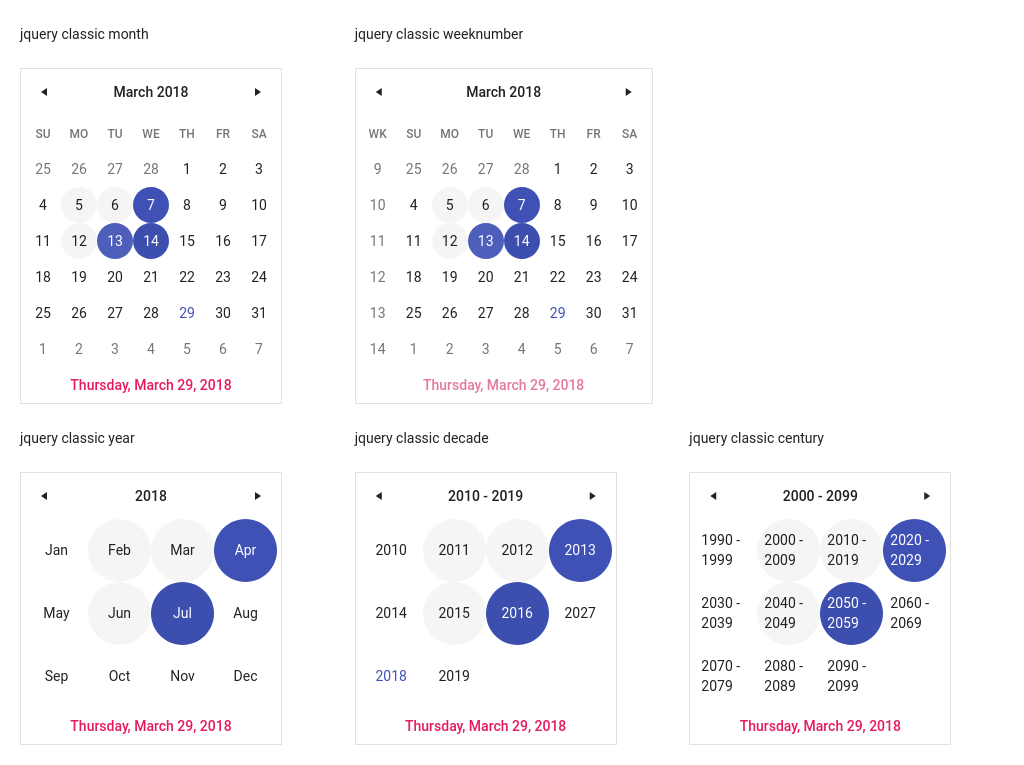 jquery classic month
jquery classic weeknumber
March 2018
SU MO TU WE TH FR SA
25 26 27 28 1 2 3
4 5 6 7 8 9 10
11 12 13 14 15 16 17
18 19 20 21 22 23 24
25 26 27 28 29 30 31
1 2 3 4 5 6 7
Thursday, March 29, 2018
March 2018
WK SU MO TU WE TH FR SA
9 25 26 27 28 1 2 3
10 4 5 6 7 8 9 10
11 11 12 13 14 15 16 17
12 18 19 20 21 22 23 24
13 25 26 27 28 29 30 31
14 1 2 3 4 5 6 7
Thursday, March 29, 2018
jquery classic year
jquery classic decade
jquery classic century
2018
Jan Feb Mar Apr
May Jun Jul Aug
Sep Oct Nov Dec
Thursday, March 29, 2018
2010 - 2019
2010 2011 2012 2013
2014 2015 2016 2027
2018 2019
Thursday, March 29, 2018
2000 - 2099
1990 - 2000 - 2010 - 2020 -
1999 2009 2019 2029
2030 - 2040 - 2050 - 2060 -
2039 2049 2059 2069
2070 - 2080 - 2090 -
2079 2089 2099
Thursday, March 29, 2018